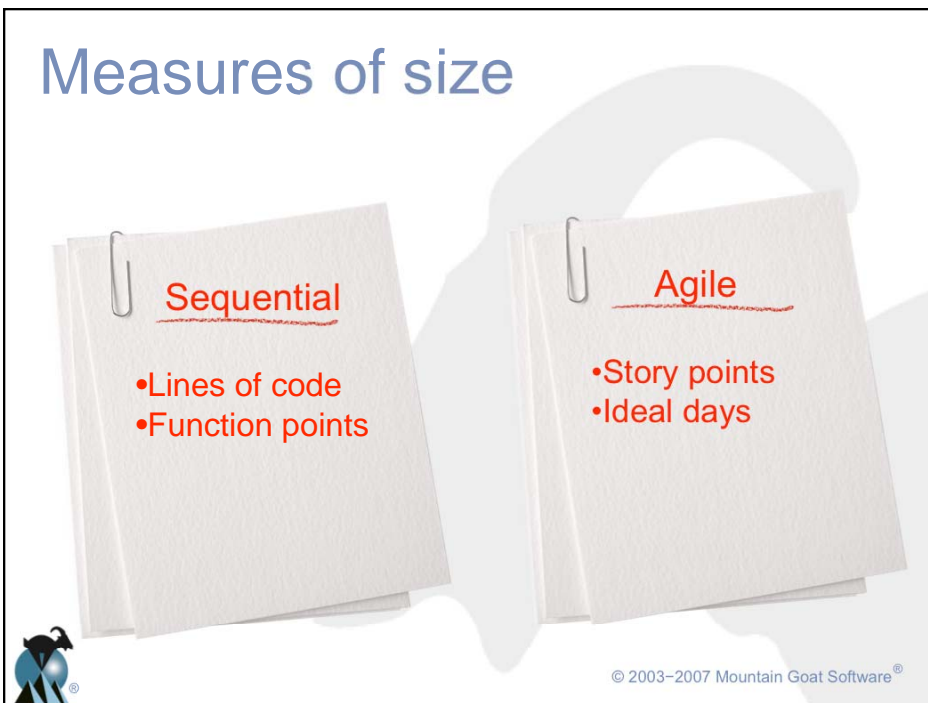 Measures of size
Sequential
•Lines of code
•Function points
Agile
•Story points
•Ideal days
®
© 2003–2007 Mountain Goat Software®